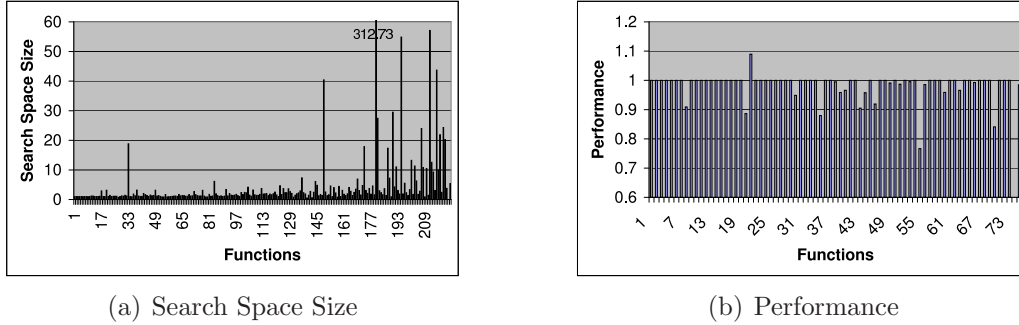 60
50
40
30
20
10
0
312.73
Search Space Size
1 17 33 49 65 81 97 113 129 145 161 177 193 209
Functions
(a) Search Space Size
1.2
1.1
1
0.9
0.8
0.7
0.6
Performance
1 7 13 19 25 31 37 43 49 55 61 67 73
Functions
(b) Performance